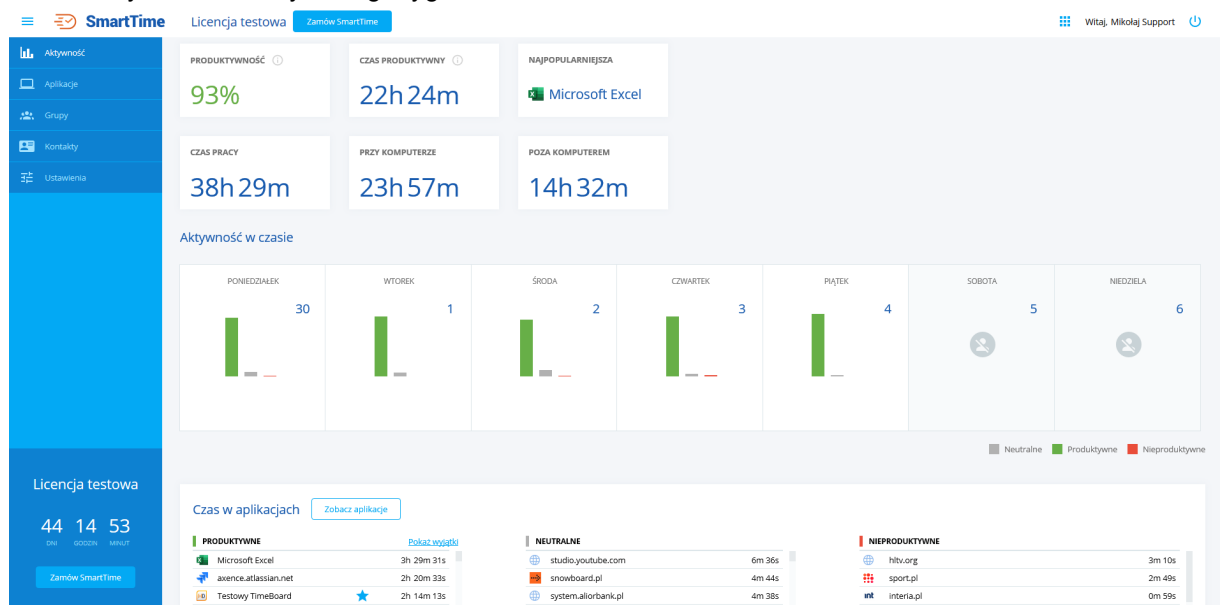 SmartTime
Licencja testowa
Zamów SmartTime
Witaj, Mikołaj Support
Aktywność
Aplikacje
Grupy
Kontakty
Ustawienia
PRODUKTYWNOŚĆ
93%
CZAS PRODUKTYWNY
22h 24m
NAJPOPULARNIEJSZA
Microsoft Excel
CZAS PRACY
38h 29m
PRZY KOMPUTERZE
23h 57m
POZA KOMPUTEREM
14h 32m
Aktywność w czasie
PONIEDZIAŁEK
30
WTOREK
1
ŚRODA
2
CZWARTEK
3
PIĄTEK
4
SOBOTA
5
NIEDZIELA
6
Neutralne
Produktywne
Nieproduktywne
Licencja testowa
44 14 53
DNI GODZIN MINUT
Zamów SmartTime
Czas w aplikacjach
Zobacz aplikacje
PRODUKTYWNE
Pokaż wyjątki
Microsoft Excel 3h 29m 31s
axence.atlassian.net 2h 20m 33s
Testowy TimeBoard 2h 14m 13s
NEUTRALNE
studio.youtube.com 6m 36s
snowboard.pl 4m 44s
system.aliorbank.pl 4m 38s
NIEPRODUKTYWNE
hltv.org 3m 10s
sport.pl 2m 49s
int interia.pl 0m 59s